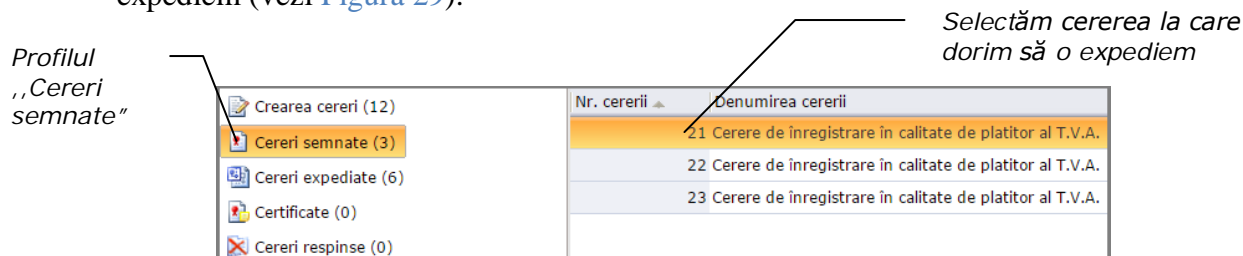 expediem (vezi Figura 29).
Selectăm cererea la care
dorim să o expediem
Profilul
,,Cereri
semnate”
Crearea cereri (12)
Cereri semnate (3)
Cereri expediate (6)
Certificate (0)
Cereri respinse (0)
Nr. cererii Denumirea cererii
21 Cerere de înregistrare în calitate de platitor al T.V.A.
22 Cerere de înregistrare în calitate de platitor al T.V.A.
23 Cerere de înregistrare în calitate de platitor al T.V.A.